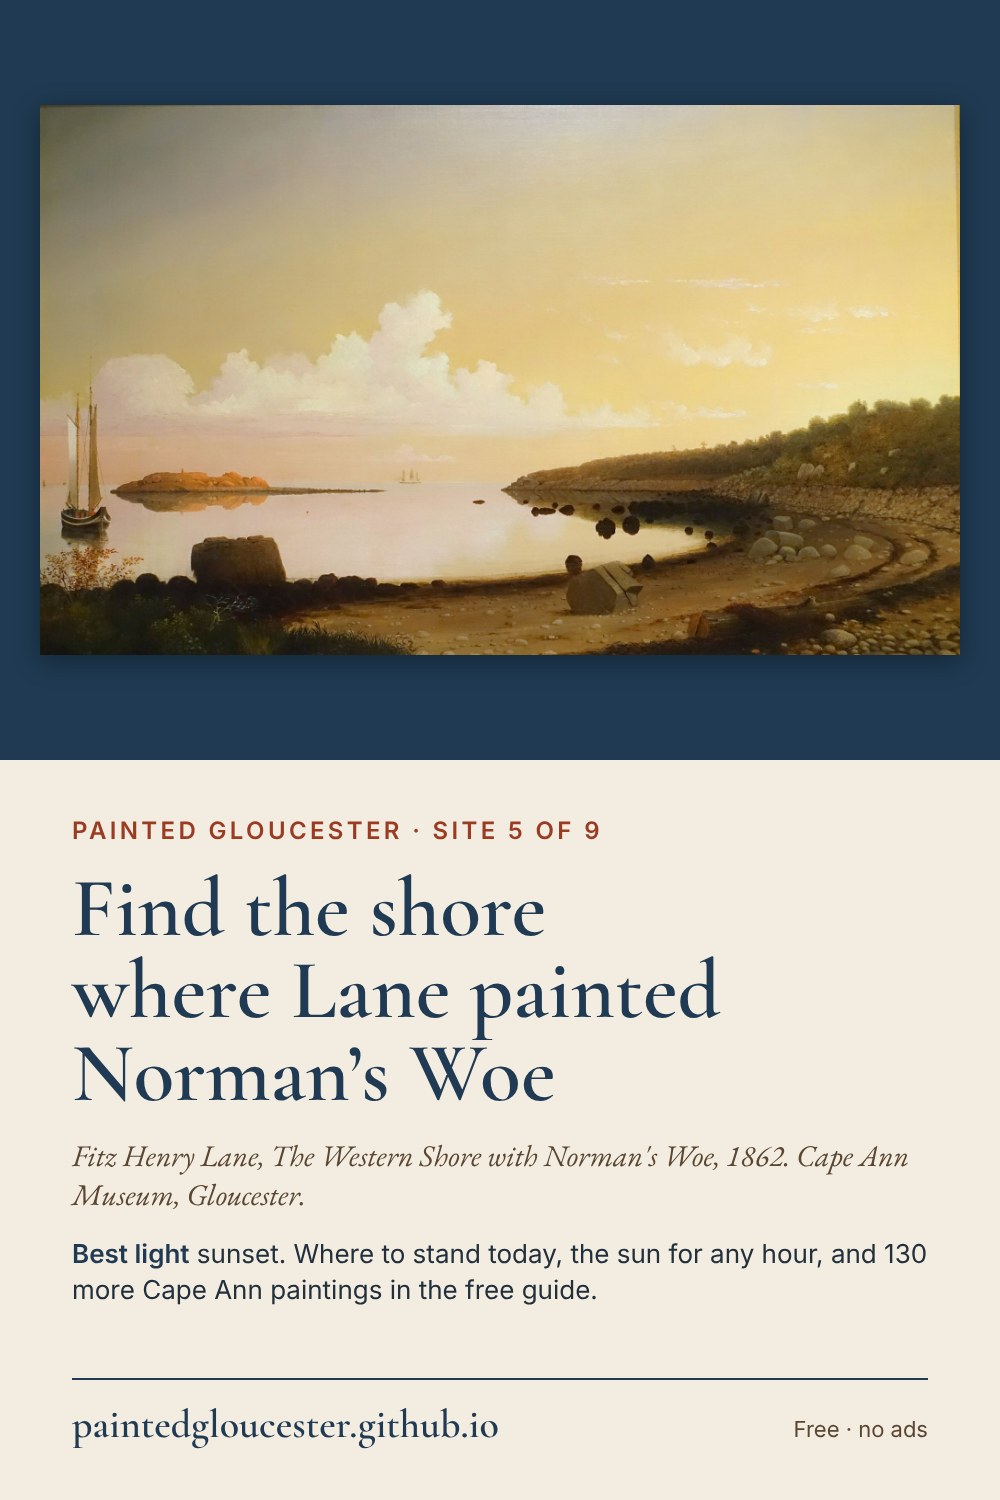 PAINTED GLOUCESTER · SITE 5 OF 9
Find the shore
where Lane painted
Norman’s Woe
Fitz Henry Lane, The Western Shore with Norman's Woe, 1862. Cape Ann
Museum, Gloucester.
Best light sunset. Where to stand today, the sun for any hour, and 130
more Cape Ann paintings in the free guide.
paintedgloucester.github.io
Free · no ads